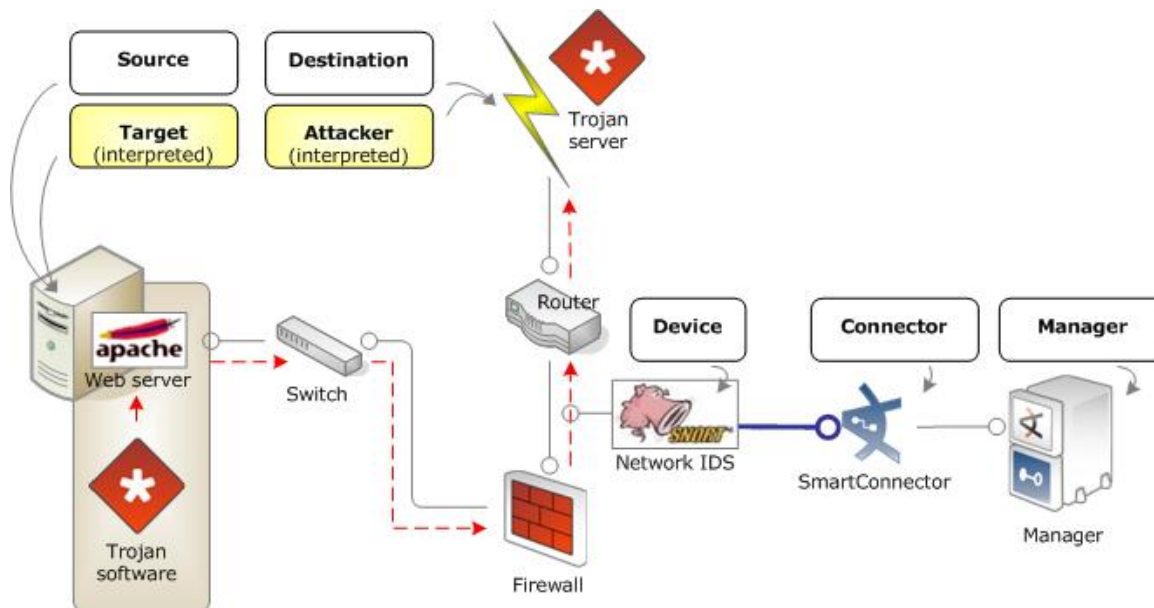 Source
Destination
Target
(interpreted)
Attacker
(interpreted)
Trojan
server
Router
Device
Connector
Manager
apache
Web server
Switch
SNORT
Network IDS
SmartConnector
Manager
Trojan
software
Firewall